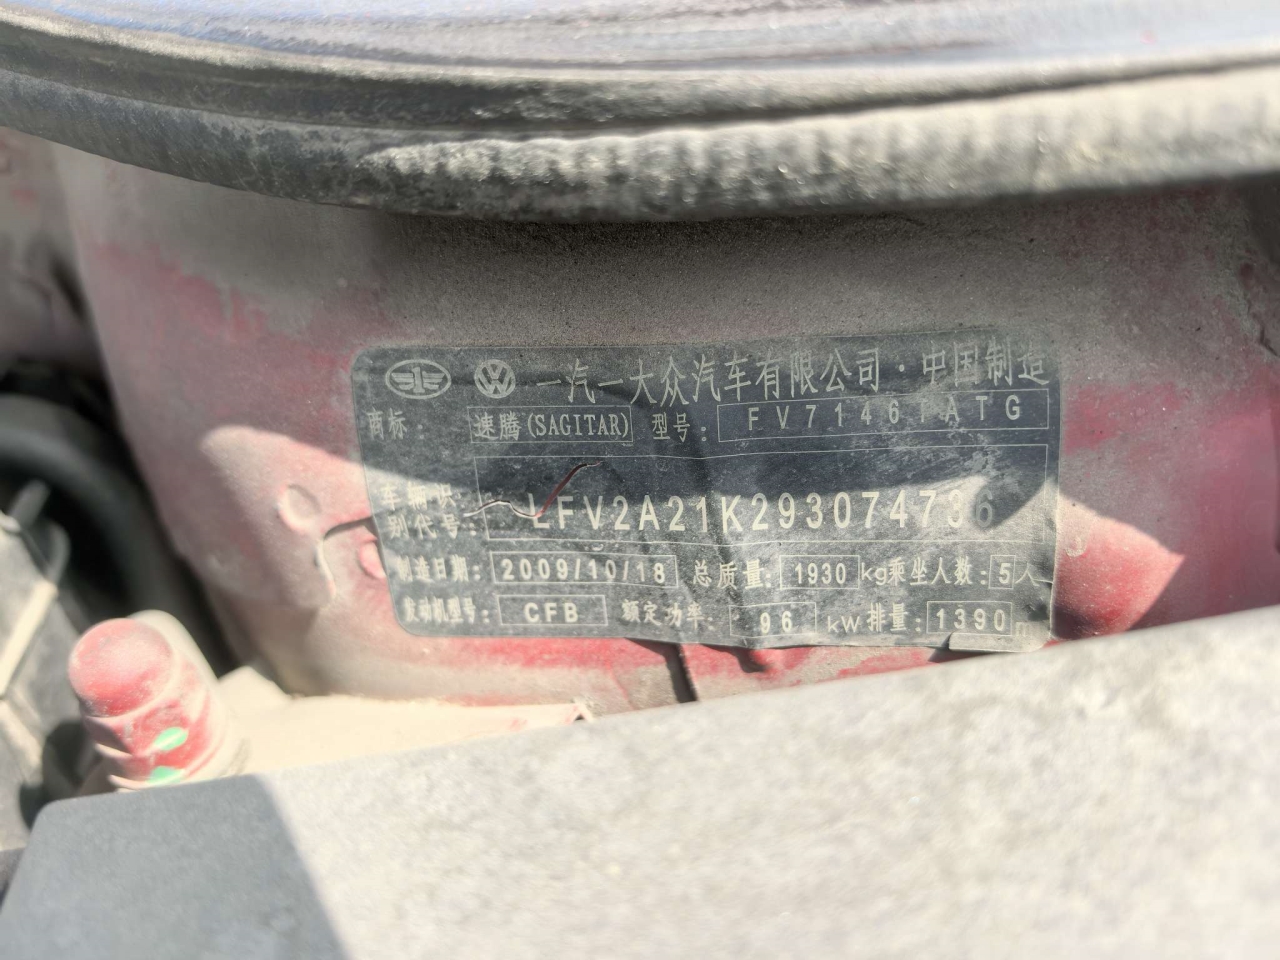 一汽一大众汽车有限公司·中国制造
商标: 速腾(SAGITAR) 型号: FV7146TATG
车辆识
别代号: LFV2A21K293074736
制造日期: 2009/10/18 总质量: 1930 kg 乘坐人数: 5人
发动机型号: CFB 额定功率: 96 kW 排量: 1390